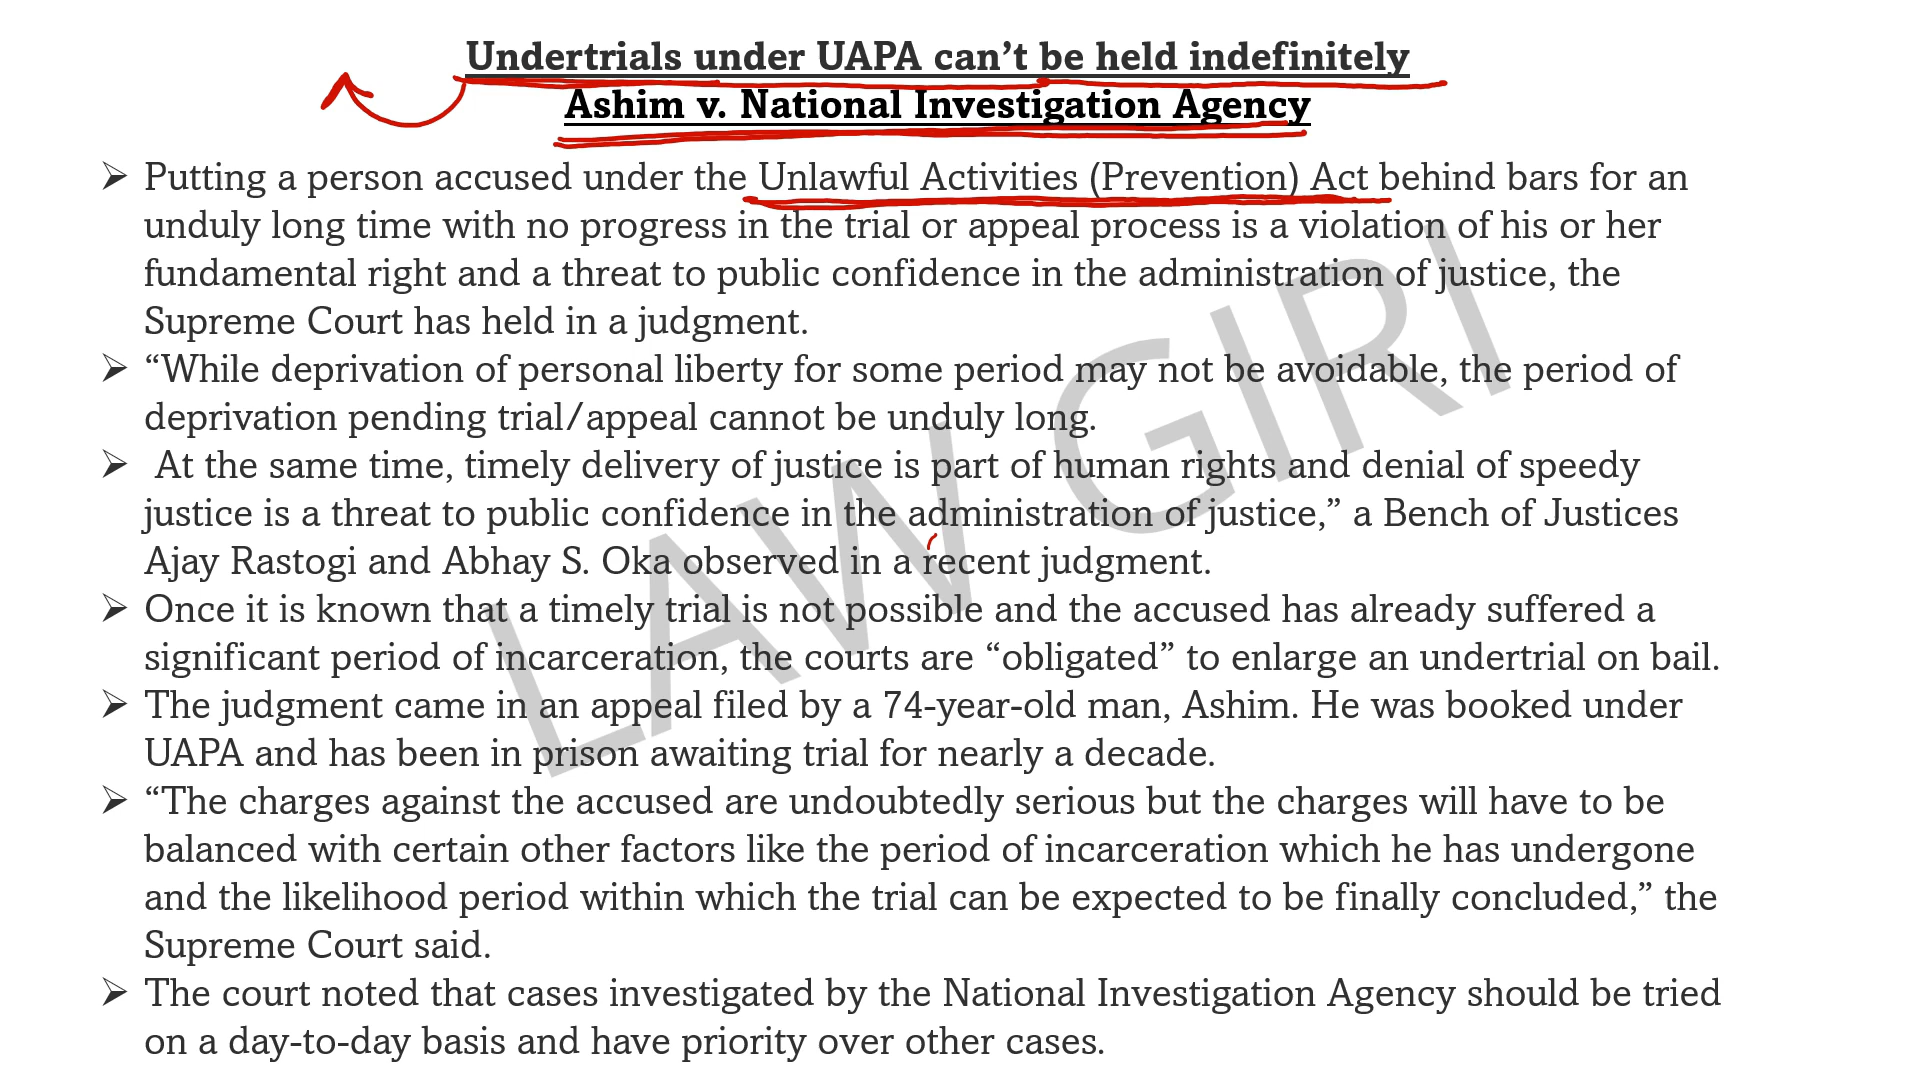 Undertrials under UAPA can’t be held indefinitely
Ashim v. National Investigation Agency
➢ Putting a person accused under the Unlawful Activities (Prevention) Act behind bars for an
unduly long time with no progress in the trial or appeal process is a violation of his or her
fundamental right and a threat to public confidence in the administration of justice, the
Supreme Court has held in a judgment.
➢ “While deprivation of personal liberty for some period may not be avoidable, the period of
deprivation pending trial/appeal cannot be unduly long.
➢ At the same time, timely delivery of justice is part of human rights and denial of speedy
justice is a threat to public confidence in the administration of justice,” a Bench of Justices
Ajay Rastogi and Abhay S. Oka observed in a recent judgment.
➢ Once it is known that a timely trial is not possible and the accused has already suffered a
significant period of incarceration, the courts are “obligated” to enlarge an undertrial on bail.
➢ The judgment came in an appeal filed by a 74-year-old man, Ashim. He was booked under
UAPA and has been in prison awaiting trial for nearly a decade.
➢ “The charges against the accused are undoubtedly serious but the charges will have to be
balanced with certain other factors like the period of incarceration which he has undergone
and the likelihood period within which the trial can be expected to be finally concluded,” the
Supreme Court said.
➢ The court noted that cases investigated by the National Investigation Agency should be tried
on a day-to-day basis and have priority over other cases.
LAW GIRI